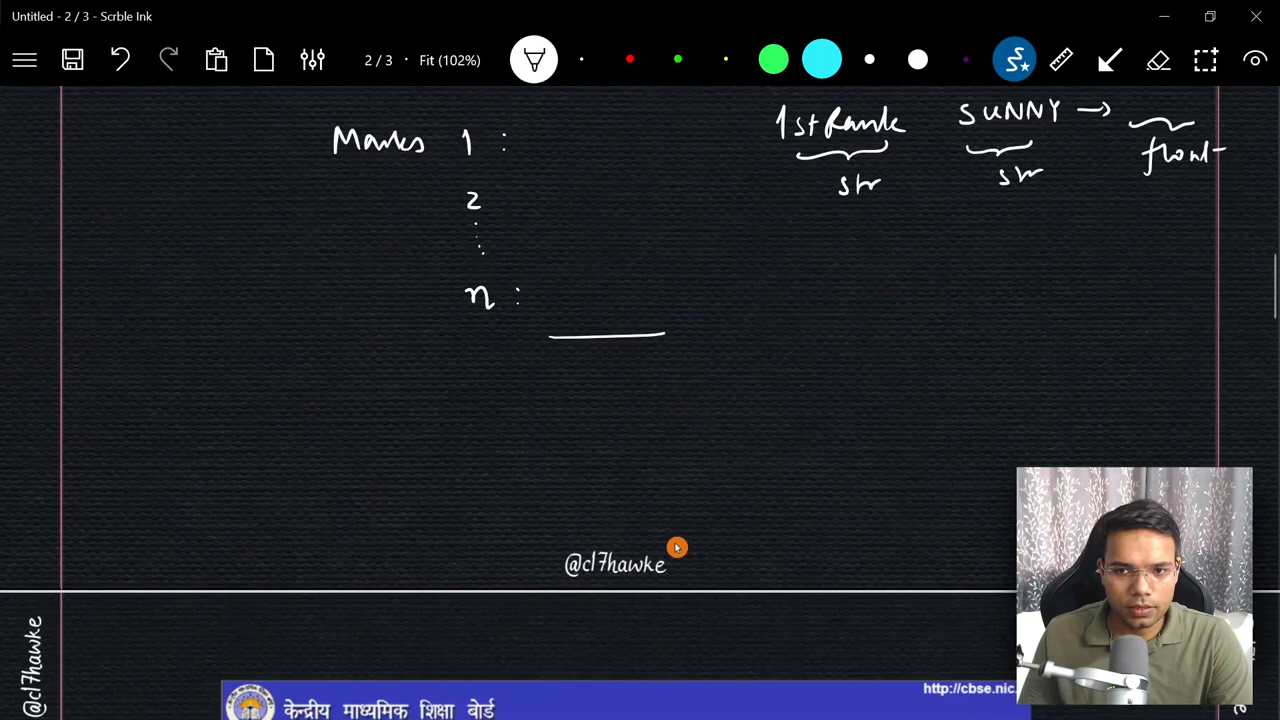 Untitled - 2 / 3 - Scrble Ink
2 / 3 · Fit (102%)
Marks 1 :
2
n :
1st Rank SUNNY →
str str float
@cl7hawke
@cl7hawke
http://cbse.nic.
केन्द्रीय माध्यमिक शिक्षा बोर्ड